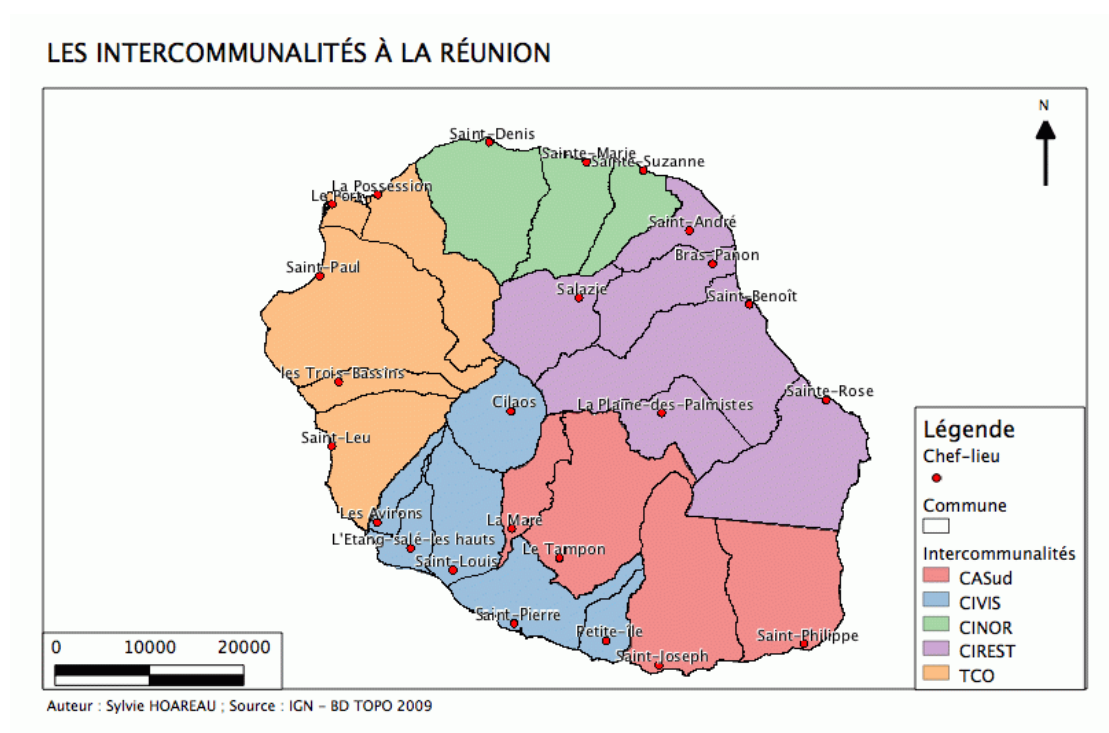 LES INTERCOMMUNALITÉS À LA RÉUNION
N
Saint-Denis
Sainte-Marie
Sainte-Suzanne
La Possession
Le Port
Saint-André
Bras-Panon
Saint-Paul
Salazie
Saint-Benoît
les Trois-Bassins
Sainte-Rose
Cilaos
La Plaine-des-Palmistes
Saint-Leu
Les Avirons
La Mare
L'Etang-salé-les hauts
Le Tampon
Saint-Louis
Saint-Pierre
Petite-île
Saint-Philippe
Saint-Joseph
Légende
Chef-lieu
Commune
Intercommunalités
CASud
CIVIS
CINOR
CIREST
TCO
0 10000 20000
Auteur : Sylvie HOAREAU ; Source : IGN - BD TOPO 2009